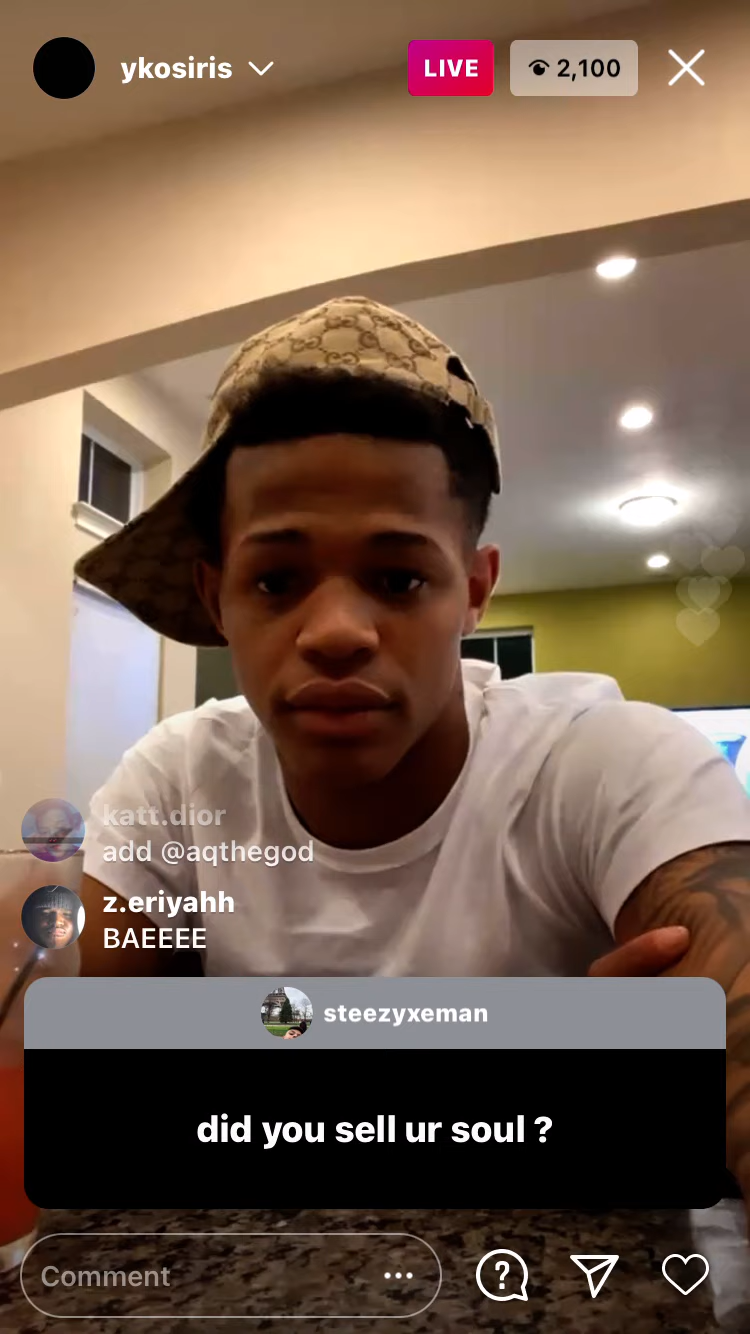 ykosiris
LIVE
2,100
katt.dior
add @aqthegod
z.eriyahh
BAEEEE
steezyxeman
did you sell ur soul ?
Comment